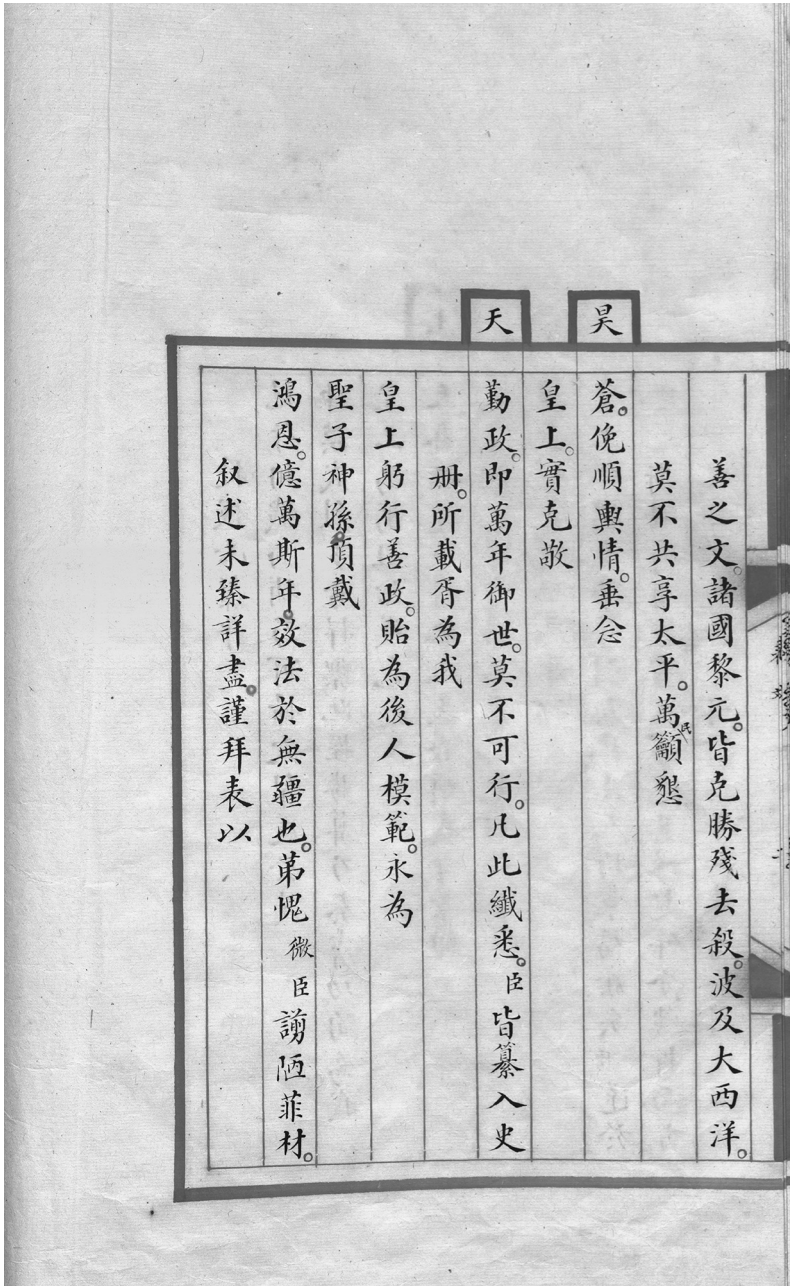 善之文。諸國黎元。皆克勝殘去殺。波及大西洋。
莫不共享太平。萬民籲懇
昊蒼。俛順輿情。垂念
皇上。實克敬
天勤政。即萬年御世。莫不可行。凡此纖悉。臣皆纂入史
冊。所載胥為我
皇上躬行善政。貽為後人模範。永為
聖子神孫頂戴
鴻恩。億萬斯年。效法於無疆也。第愧微臣謭陋菲材。
叙述未臻詳盡。謹拜表以